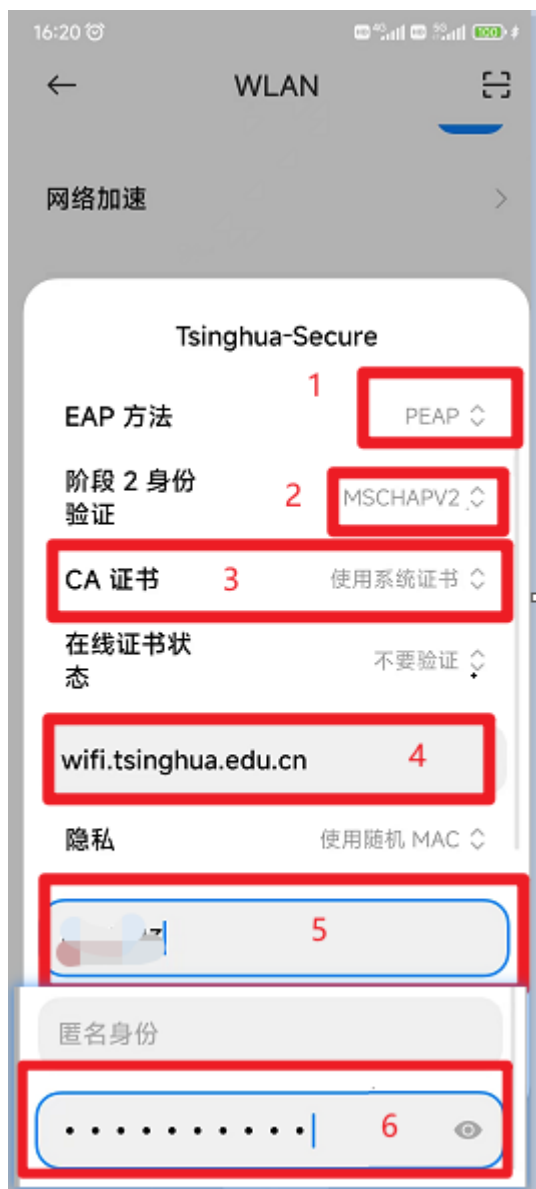 16:20
WLAN
网络加速
Tsinghua-Secure
1
EAP 方法
PEAP
阶段 2 身份
验证
2
MSCHAPV2
CA 证书
3
使用系统证书
在线证书状
态
不要验证
wifi.tsinghua.edu.cn
4
隐私
使用随机 MAC
5
匿名身份
6